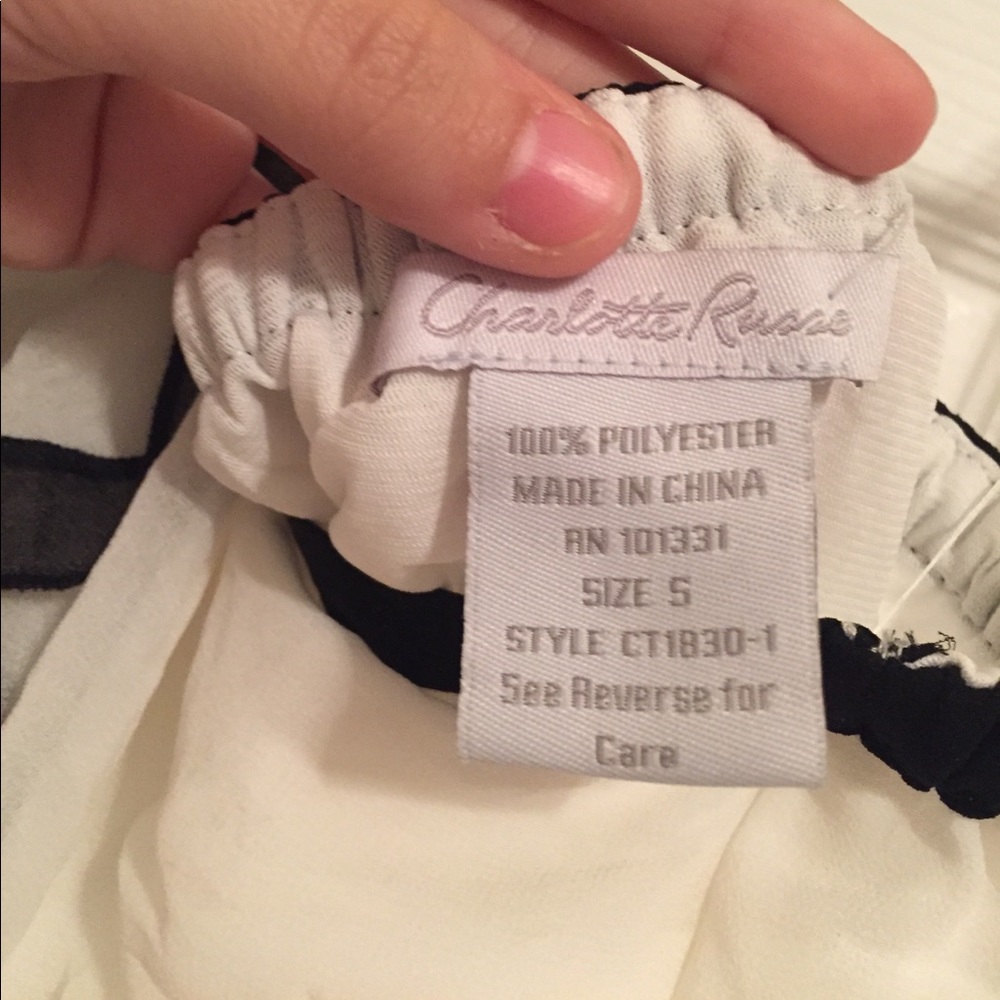 Charlotte Russe
100% POLYESTER
MADE IN CHINA
RN 101331
SIZE S
STYLE CT1830-1
See Reverse for
Care